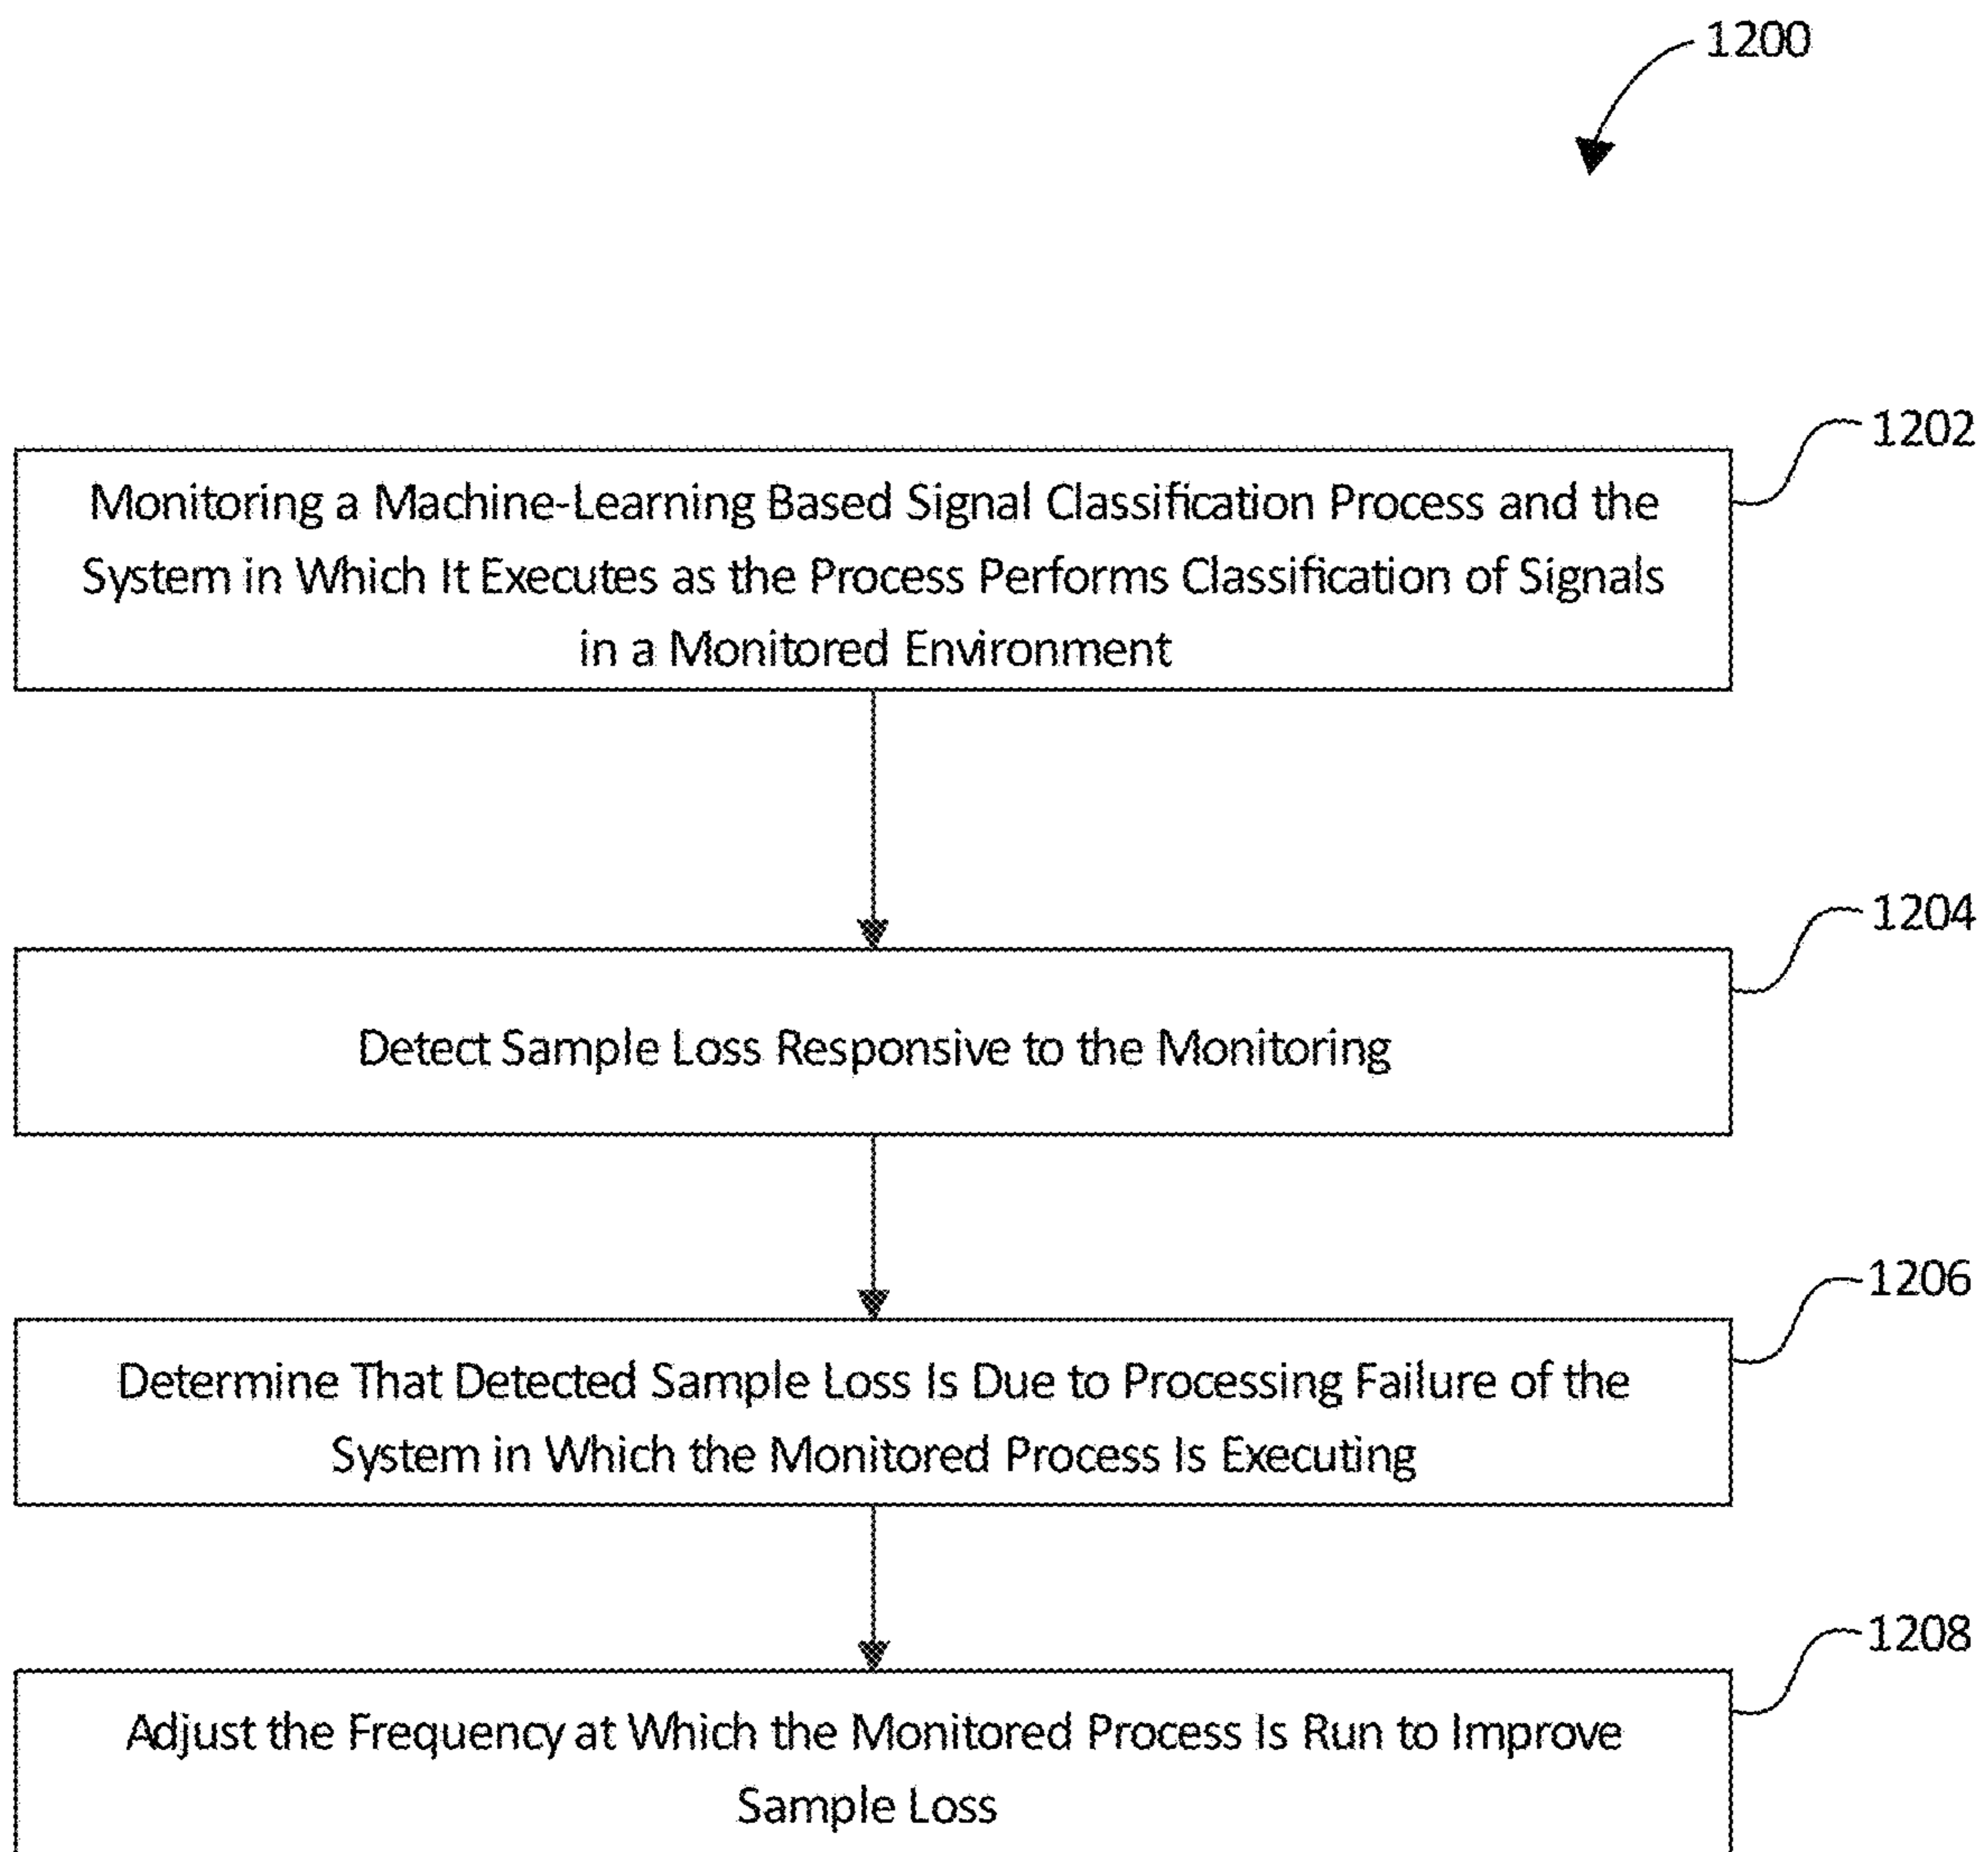 1200
1202
Monitoring a Machine-Learning Based Signal Classification Process and the
System in Which It Executes as the Process Performs Classification of Signals
in a Monitored Environment
1204
Detect Sample Loss Responsive to the Monitoring
1206
Determine That Detected Sample Loss Is Due to Processing Failure of the
System in Which the Monitored Process Is Executing
1208
Adjust the Frequency at Which the Monitored Process Is Run to Improve
Sample Loss